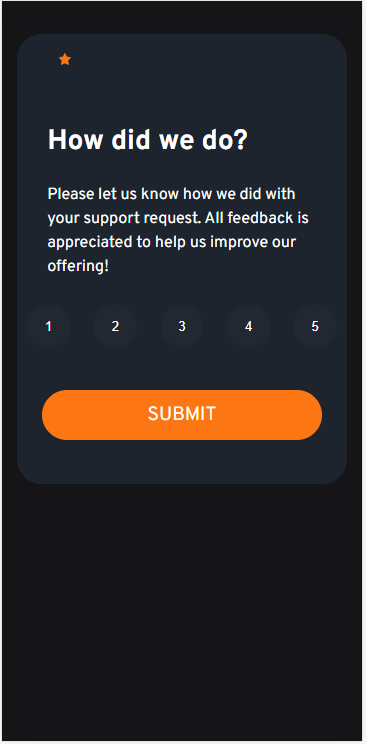 How did we do?
Please let us know how we did with
your support request. All feedback is
appreciated to help us improve our
offering!
1 2 3 4 5
SUBMIT